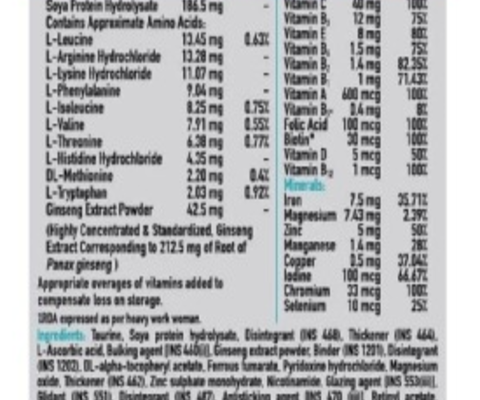 Soya Protein Hydrolysate 186.5 mg -
Contains Approximate Amino Acids:
L-Leucine 13.45 mg 0.63%
L-Arginine Hydrochloride 13.28 mg -
L-Lysine Hydrochloride 11.07 mg -
L-Phenylalanine 9.04 mg -
L-Isoleucine 8.25 mg 0.75%
L-Valine 7.91 mg 0.55%
L-Threonine 6.38 mg 0.77%
L-Histidine Hydrochloride 4.35 mg -
DL-Methionine 2.20 mg 0.4%
L-Tryptophan 2.03 mg 0.92%
Ginseng Extract Powder 42.5 mg -
(Highly Concentrated & Standardized, Ginseng
Extract Corresponding to 212.5 mg of Root of
Panax ginseng)
Appropriate overages of vitamins added to
compensate loss on storage.
RDA expressed as per heavy work woman.
Vitamin C 40 mg 100%
Vitamin B₃ 12 mg 75%
Vitamin E 8 mg 80%
Vitamin 1.5 mg 75%
Vitamin B₂ 1.4 mg 82.35%
Vitamin B₁ 1 mg 71.43%
Vitamin A 600 mcg 100%
Vitamin 0.4 mg 8%
Folic Acid 100 mcg 100%
Biotin* 30 mcg 100%
Vitamin D 5 mcg 50%
Vitamin B₁₂ 1 mcg 100%
Minerals:
Iron 7.5 mg 35.71%
Magnesium 7.43 mg 2.39%
Zinc 5 mg 50%
Manganese 1.4 mg 28%
Copper 0.5 mg 37.04%
Iodine 100 mcg 66.67%
Chromium 33 mcg 100%
Selenium 10 mcg 25%
Ingredients: Taurine, Soya protein hydrolysate, Disintegrant (INS 468), Thickener (INS 464),
L-Ascorbic acid, Bulking agent [INS 460(i)], Ginseng extract powder, Binder (INS 1201), Disintegrant
(INS 1202), DL-alpha-tocopheryl acetate, Ferrous fumarate, Pyridoxine hydrochloride, Magnesium
oxide, Thickener (INS 462), Zinc sulphate monohydrate, Nicotinamide, Glazing agent [INS 553(iii)],
Glidant (INS 551), Disintegrant (INS 467), Antisticking agent (INS 470 (iii)), Retinyl acetate,